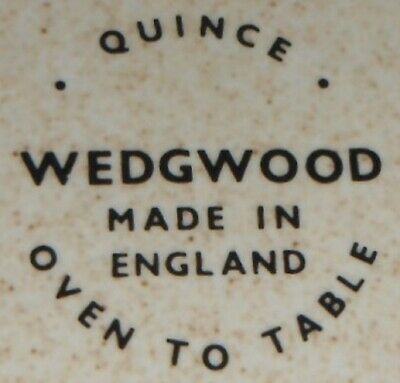 QUINCE
WEDGWOOD
MADE IN
ENGLAND
OVEN TO TABLE